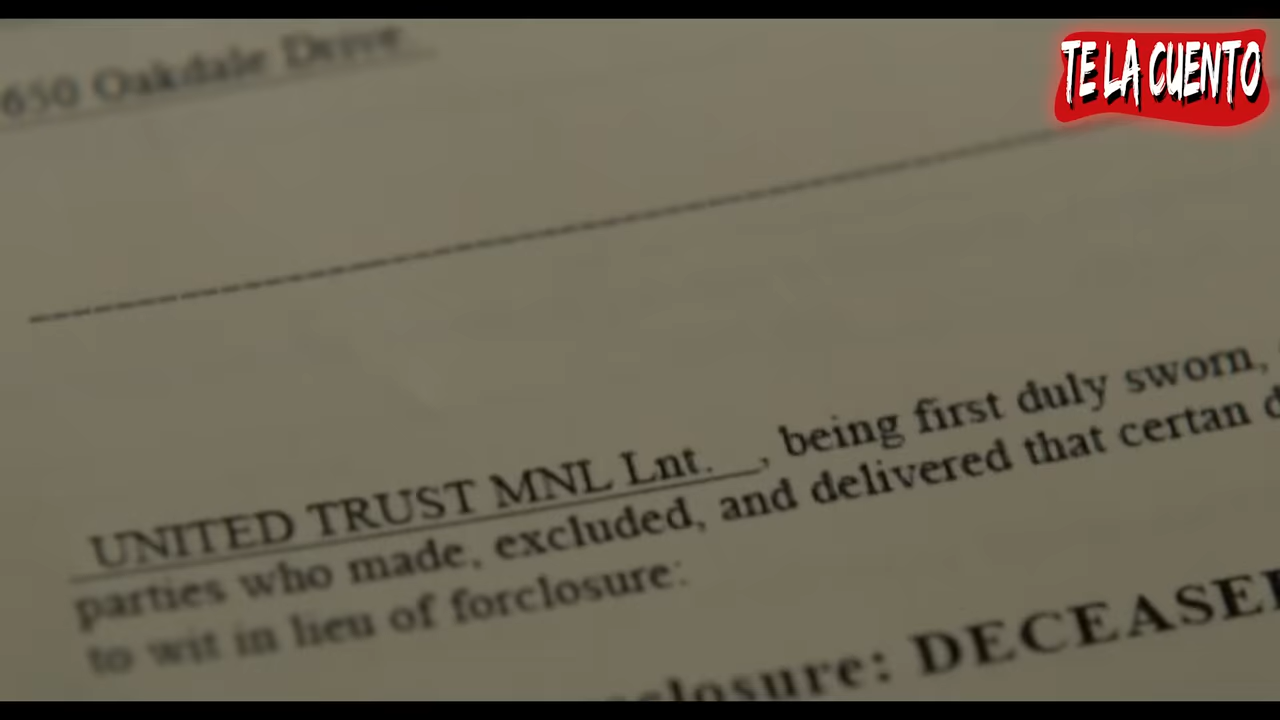 650 Oakdale Drive
TE LA CUENTO
UNITED TRUST MNL Lnt. , being first duly sworn,
parties who made, excluded, and delivered that certan
to wit in lieu of forclosure:
DECEASED